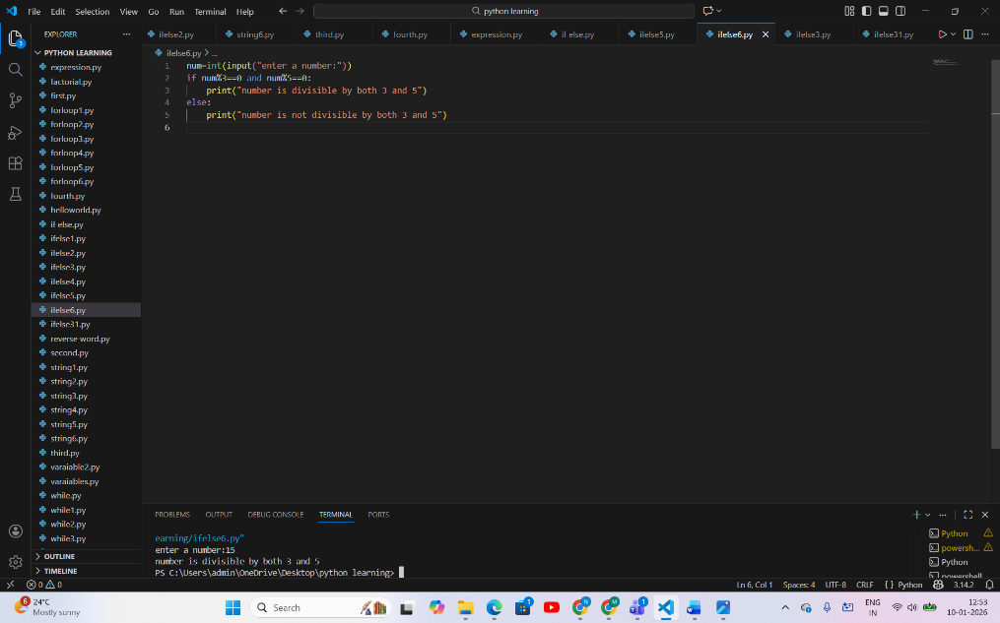 File Edit Selection View Go Run Terminal Help
python learning
EXPLORER
ifelse2.py string6.py third.py fourth.py expression.py if else.py ifelse5.py ifelse6.py ifelse3.py ifelse31.py
PYTHON LEARNING
expression.py
factorial.py
first.py
forloop1.py
forloop2.py
forloop3.py
forloop4.py
forloop5.py
forloop6.py
fourth.py
helloworld.py
if else.py
ifelse1.py
ifelse2.py
ifelse3.py
ifelse4.py
ifelse5.py
ifelse6.py
ifelse31.py
reverse word.py
second.py
string1.py
string2.py
string3.py
string4.py
string5.py
string6.py
third.py
varaiable2.py
varaiables.py
while.py
while1.py
while2.py
while3.py
OUTLINE
TIMELINE
3
ifelse6.py > ...
1 num=int(input("enter a number:"))
2 if num%3==0 and num%5==0:
3 print("number is divisible by both 3 and 5")
4 else:
5 print("number is not divisible by both 3 and 5")
6
PROBLEMS OUTPUT DEBUG CONSOLE TERMINAL PORTS
earning/ifelse6.py"
enter a number:15
number is divisible by both 3 and 5
PS C:\Users\admin\OneDrive\Desktop\python learning>
Python
powersh...
Python
powershell
0 0
Ln 6, Col 1 Spaces: 4 UTF-8 CRLF { } Python 3.14.2
6
24°C
Mostly sunny
Search
1
N
M
1
ENG
IN
12:53
10-01-2026